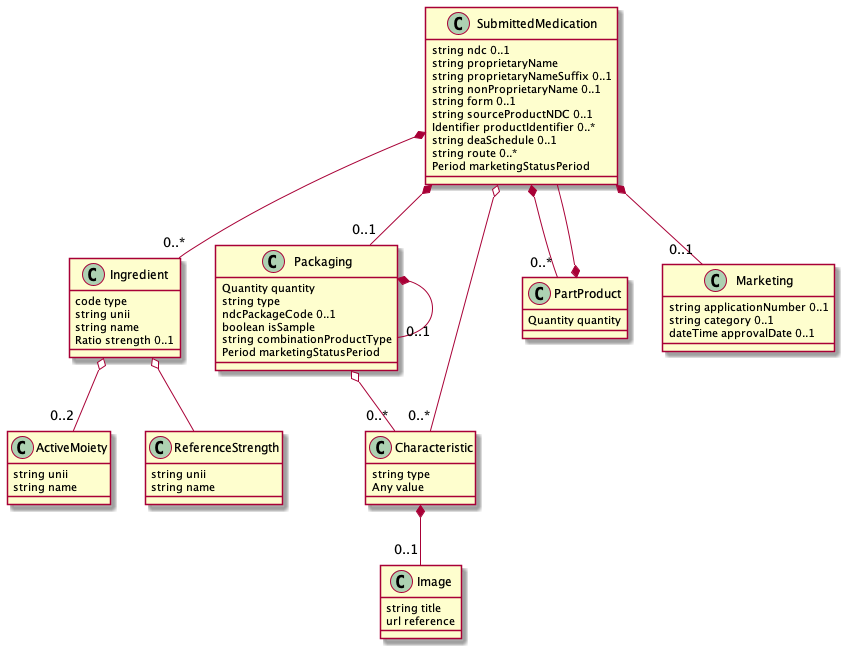 C SubmittedMedication
string ndc 0..1
string proprietaryName
string proprietaryNameSuffix 0..1
string nonProprietaryName 0..1
string form 0..1
string sourceProductNDC 0..1
Identifier productIdentifier 0..*
string deaSchedule 0..1
string route 0..*
Period marketingStatusPeriod
0..*
0..1
0..*
0..1
C Ingredient
code type
string unii
string name
Ratio strength 0..1
C Packaging
Quantity quantity
string type
ndcPackageCode 0..1
boolean isSample
string combinationProductType
Period marketingStatusPeriod
0..1
C PartProduct
Quantity quantity
C Marketing
string applicationNumber 0..1
string category 0..1
dateTime approvalDate 0..1
0..2
0..*
0..*
C ActiveMoiety
string unii
string name
C ReferenceStrength
string unii
string name
C Characteristic
string type
Any value
0..1
C Image
string title
url reference